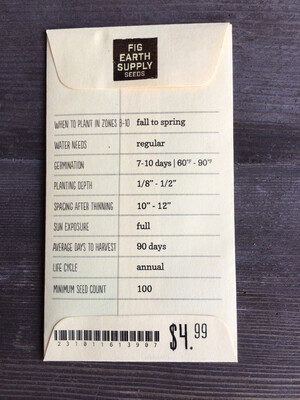 FIG
EARTH
SUPPLY
SEEDS
WHEN TO PLANT IN ZONES 8-10 fall to spring
WATER NEEDS regular
GERMINATION 7-10 days | 60°F - 90°F
PLANTING DEPTH 1/8" - 1/2"
SPACING AFTER THINNING 10" - 12"
SUN EXPOSURE full
AVERAGE DAYS TO HARVEST 90 days
LIFE CYCLE annual
MINIMUM SEED COUNT 100
$4.99
231811613907